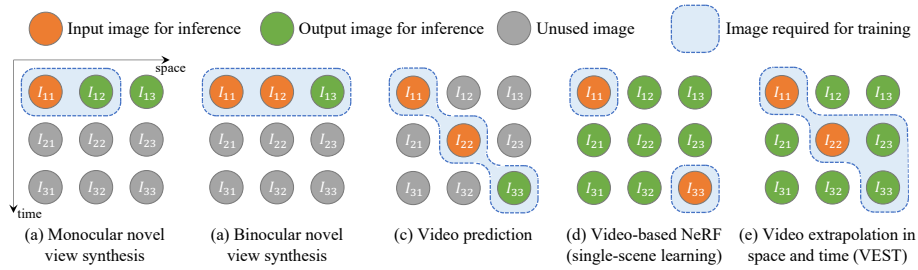 Input image for inference
Output image for inference
Unused image
Image required for training
space
I11 I12 I13 I11 I12 I13 I11 I12 I13 I11 I12 I13 I11 I12 I13
I21 I22 I23 I21 I22 I23 I21 I22 I23 I21 I22 I23 I21 I22 I23
I31 I32 I33 I31 I32 I33 I31 I32 I33 I31 I32 I33 I31 I32 I33
time
(a) Monocular novel
view synthesis
(a) Binocular novel
view synthesis
(c) Video prediction
(d) Video-based NeRF
(single-scene learning)
(e) Video extrapolation in
space and time (VEST)